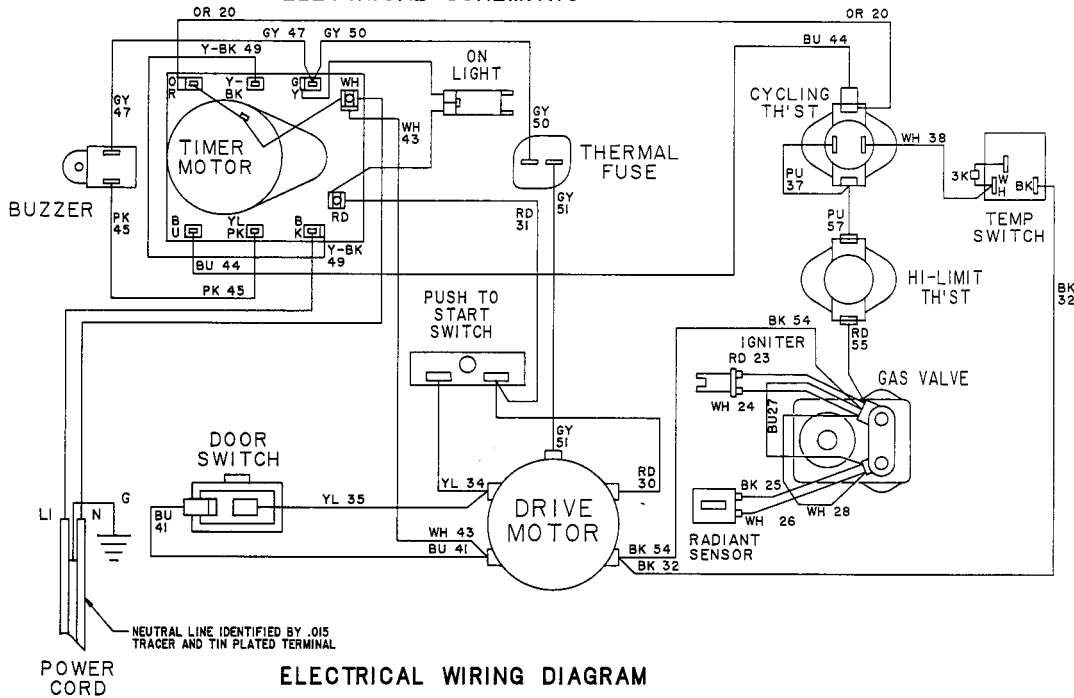 OR 20
OR 20
GY 47
GY 50
BU 44
Y-BK 49
ON
LIGHT
O
R
Y-
BK
G
Y
WH
CYCLING
TH'ST
GY
47
WH
43
GY
50
TIMER
MOTOR
THERMAL
FUSE
WH 38
3K
W
H
BK
PU
37
BUZZER
RD
RD
31
GY
51
TEMP
SWITCH
PK
45
B
U
YL
PK
B
K
Y-BK
49
PU
57
BU 44
PK 45
HI-LIMIT
TH'ST
BK
32
PUSH TO
START
SWITCH
BK 54
RD
55
IGNITER
RD 23
GAS VALVE
WH 24
BU27
DOOR
SWITCH
GY
51
YL 34
RD
30
YL 35
DRIVE
MOTOR
BK 25
WH 26
WH 28
LI
N
G
BU
41
WH 43
BU 41
BK 54
BK 32
RADIANT
SENSOR
NEUTRAL LINE IDENTIFIED BY .015
TRACER AND TIN PLATED TERMINAL
POWER
CORD
ELECTRICAL WIRING DIAGRAM